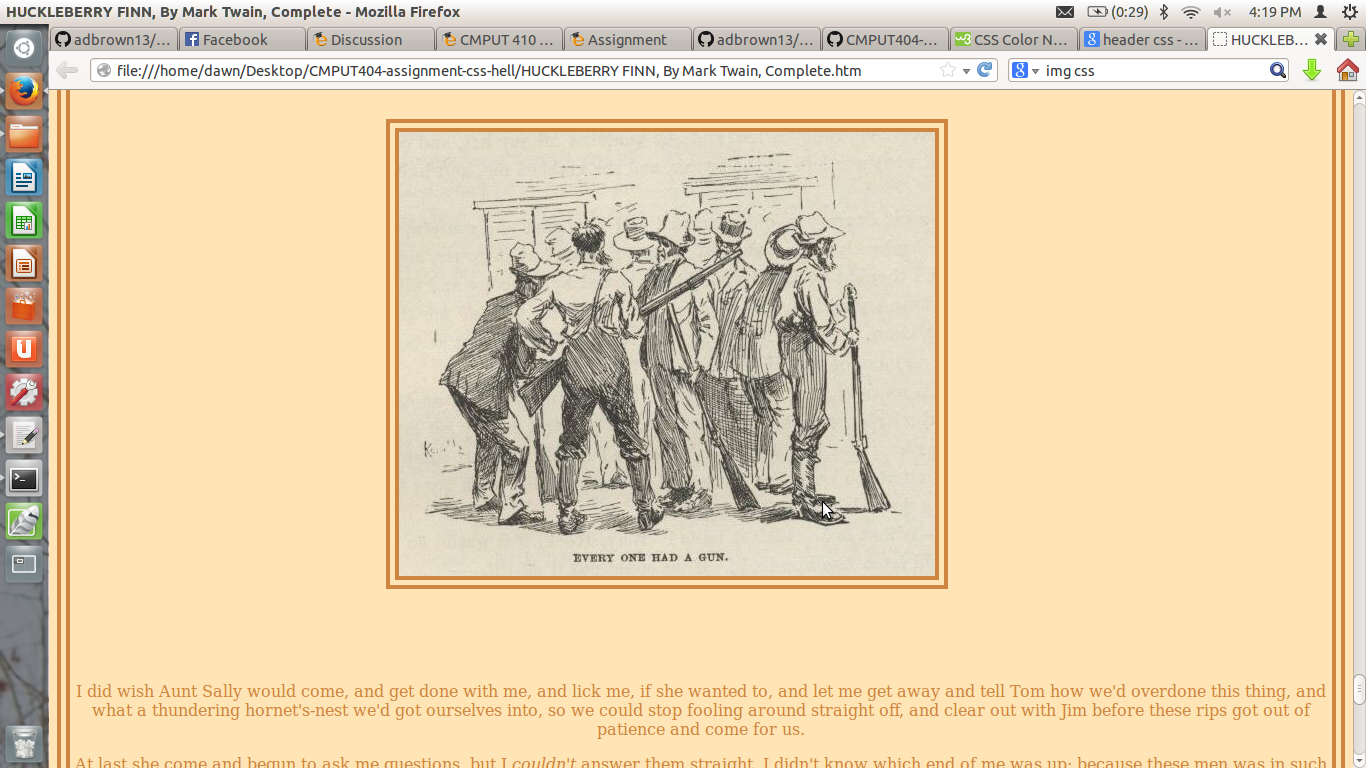 HUCKLEBERRY FINN, By Mark Twain, Complete - Mozilla Firefox
(0:29)
4:19 PM
adbrown13/...
Facebook
Discussion
CMPUT 410 ...
Assignment
adbrown13/...
CMPUT404-...
CSS Color N...
header css - ...
HUCKLEB...
file:///home/dawn/Desktop/CMPUT404-assignment-css-hell/HUCKLEBERRY FINN, By Mark Twain, Complete.htm
img css
EVERY ONE HAD A GUN.
I did wish Aunt Sally would come, and get done with me, and lick me, if she wanted to, and let me get away and tell Tom how we'd overdone this thing, and
what a thundering hornet's-nest we'd got ourselves into, so we could stop fooling around straight off, and clear out with Jim before these rips got out of
patience and come for us.
At last she come and begun to ask me questions, but I couldn't answer them straight, I didn't know which end of me was up; because these men was in such